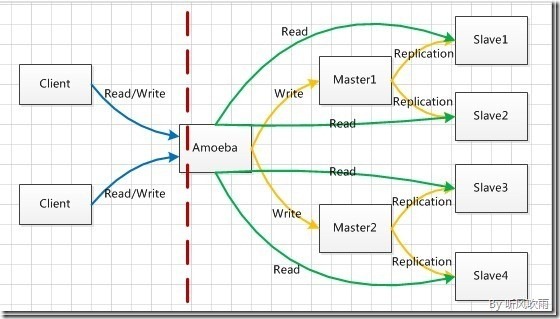 Read
Slave1
Replication
Client
Master1
Read/Write
Write
Replication
Slave2
Read
Amoeba
Read
Slave3
Client
Read/Write
Replication
Write
Master2
Replication
Read
Slave4
By 听风吹雨